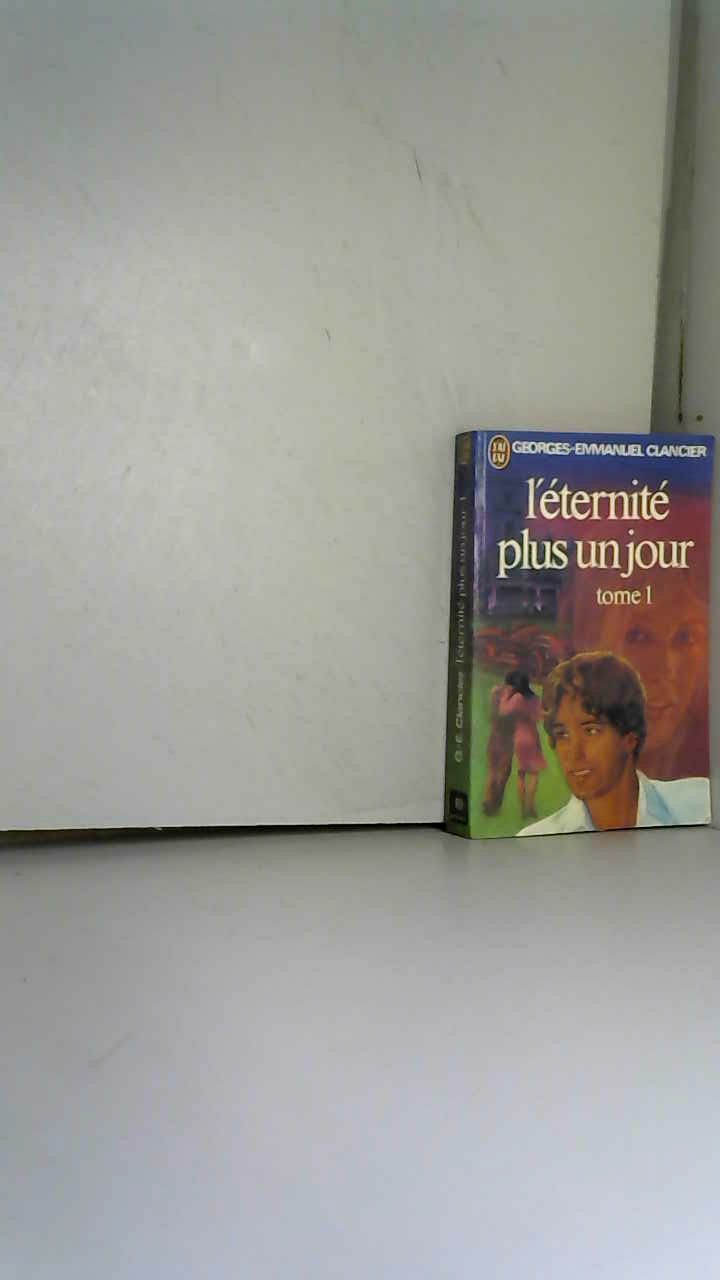 J'AI LU
GEORGES-EMMANUEL CLANCIER
l'éternité
plus un jour
tome 1
G.-E. Clancier l'éternité plus un jour 1